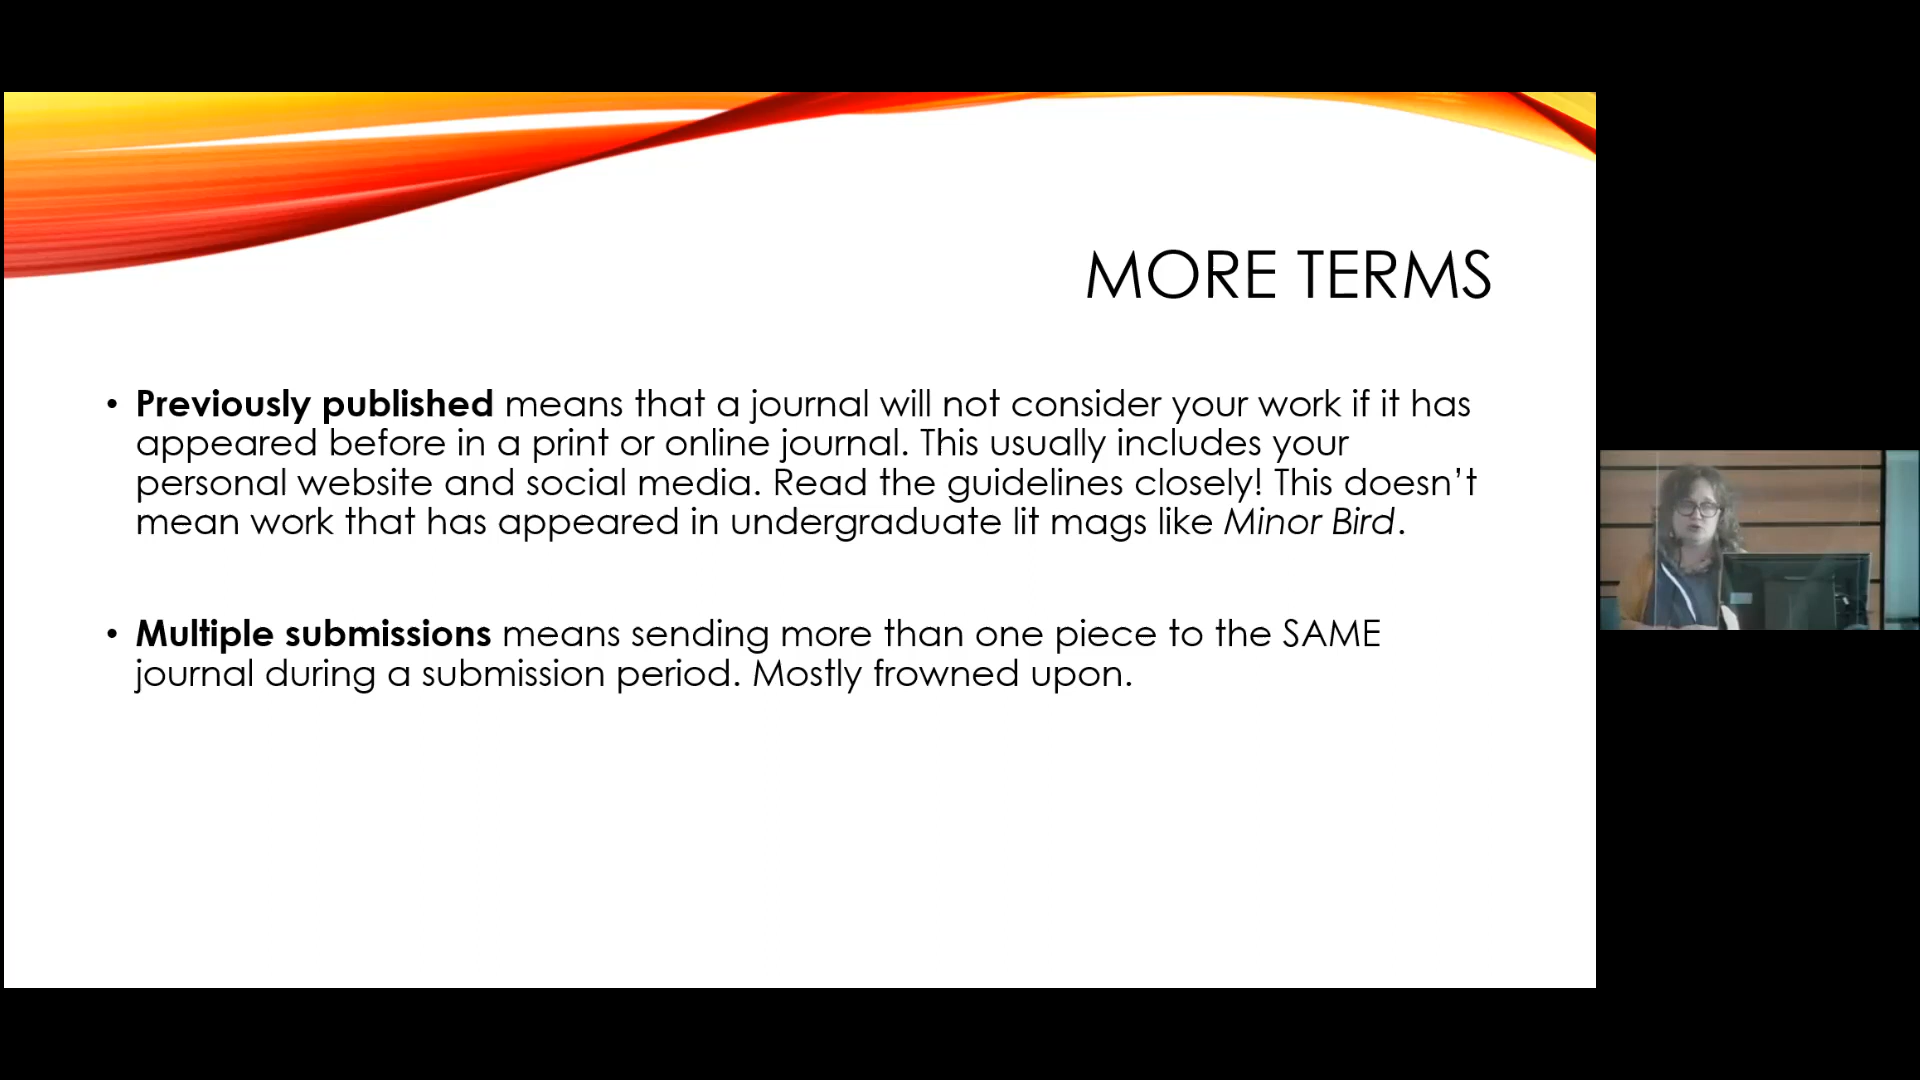 MORE TERMS
• Previously published means that a journal will not consider your work if it has
appeared before in a print or online journal. This usually includes your
personal website and social media. Read the guidelines closely! This doesn’t
mean work that has appeared in undergraduate lit mags like Minor Bird.
• Multiple submissions means sending more than one piece to the SAME
journal during a submission period. Mostly frowned upon.